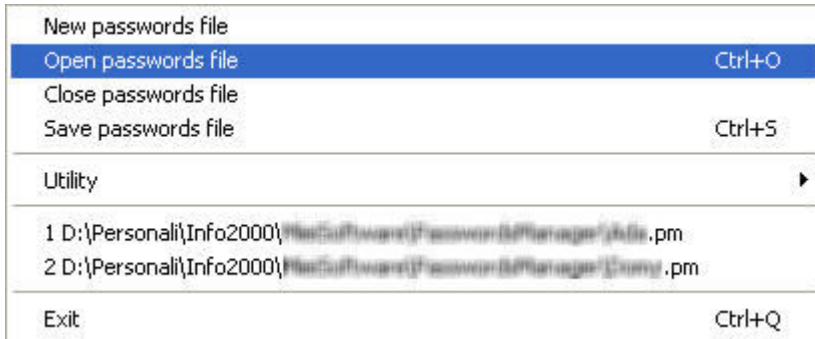 New passwords file
Open passwords file Ctrl+O
Close passwords file
Save passwords file Ctrl+S
Utility
1 D:\Personali\Info2000\ .pm
2 D:\Personali\Info2000\ .pm
Exit Ctrl+Q